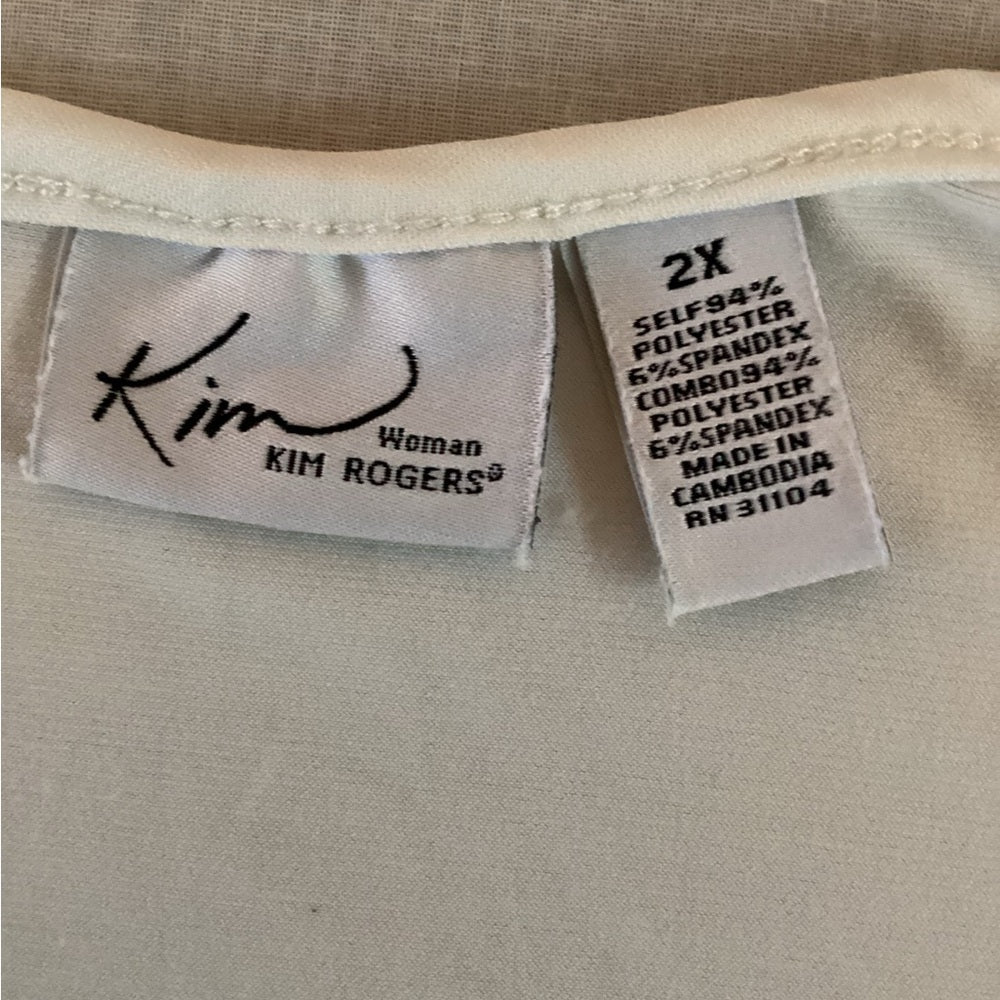 Kim
Woman
KIM ROGERS®
2X
SELF94%
POLYESTER
6%SPANDEX
COMBO94%
POLYESTER
6%SPANDEX
MADE IN
CAMBODIA
RN 31104